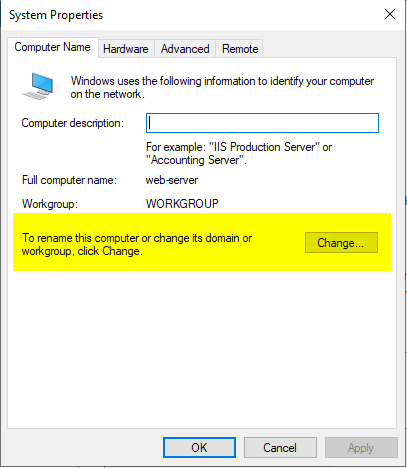 System Properties
Computer Name Hardware Advanced Remote
Windows uses the following information to identify your computer
on the network.
Computer description:
For example: "IIS Production Server" or
"Accounting Server".
Full computer name: web-server
Workgroup: WORKGROUP
To rename this computer or change its domain or
workgroup, click Change.
Change...
OK Cancel Apply